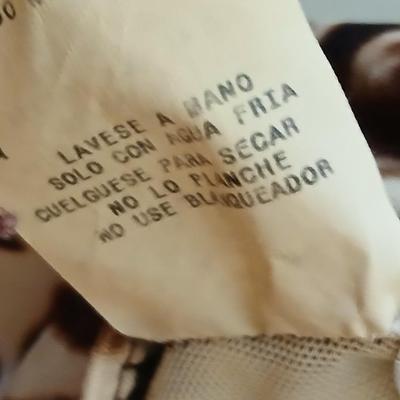 LAVESE A MANO
SOLO CON AGUA FRIA
CUELGUESE PARA SECAR
NO LO PLANCHE
NO USE BLANQUEADOR